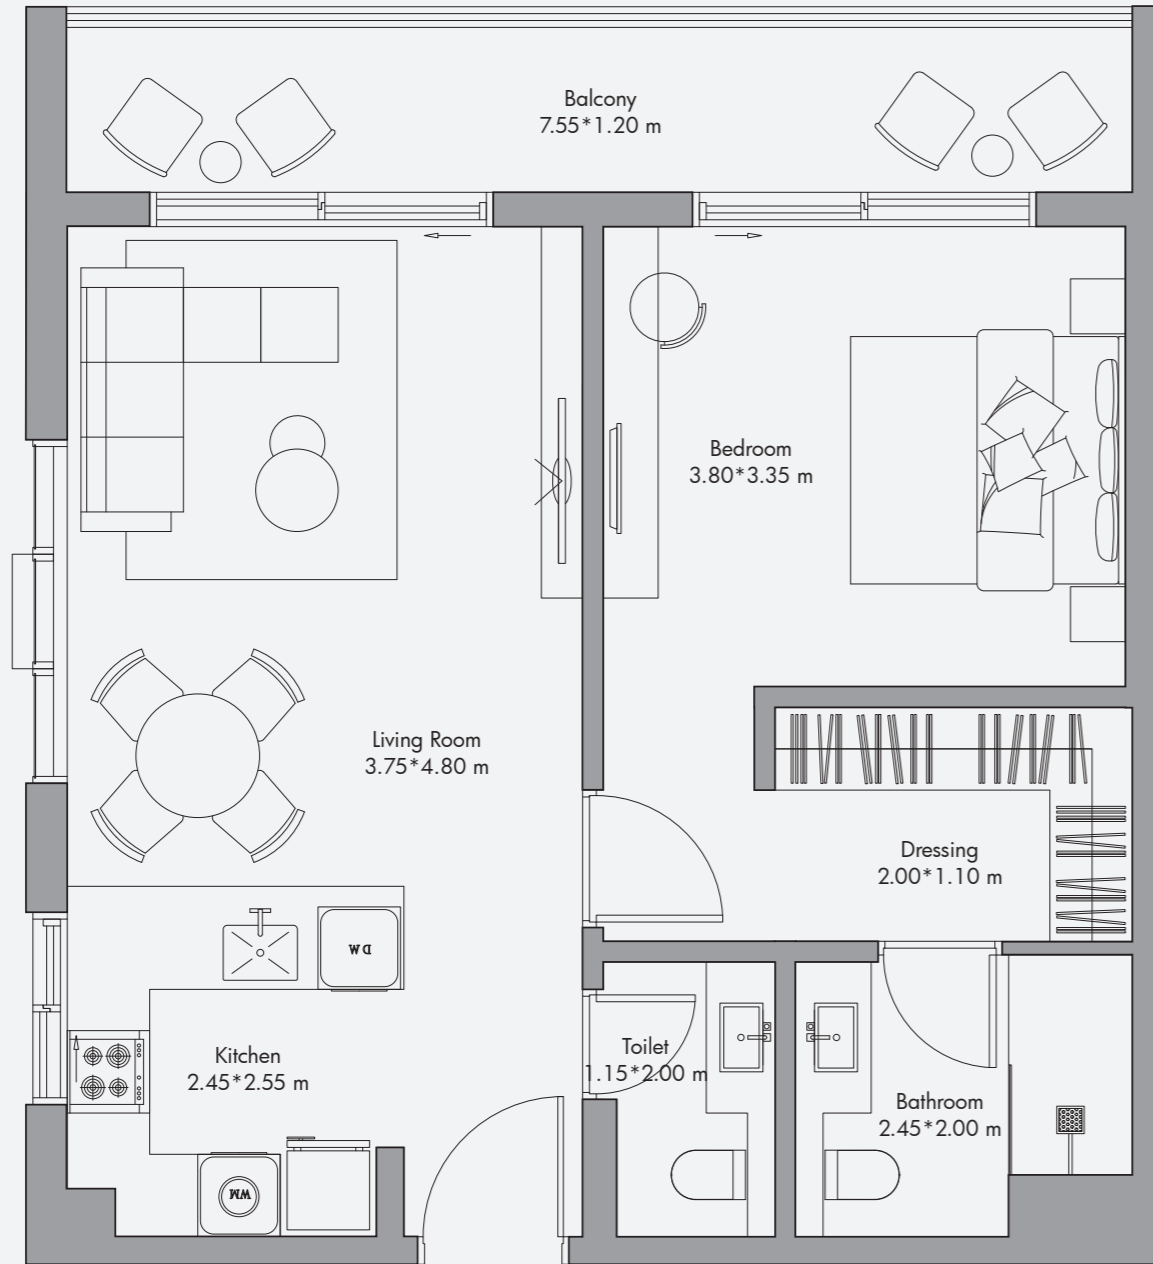 Balcony
7.55*1.20 m
Bedroom
3.80*3.35 m
Living Room
3.75*4.80 m
Dressing
2.00*1.10 m
DW
Kitchen
2.45*2.55 m
Toilet
1.15*2.00 m
Bathroom
2.45*2.00 m
WM